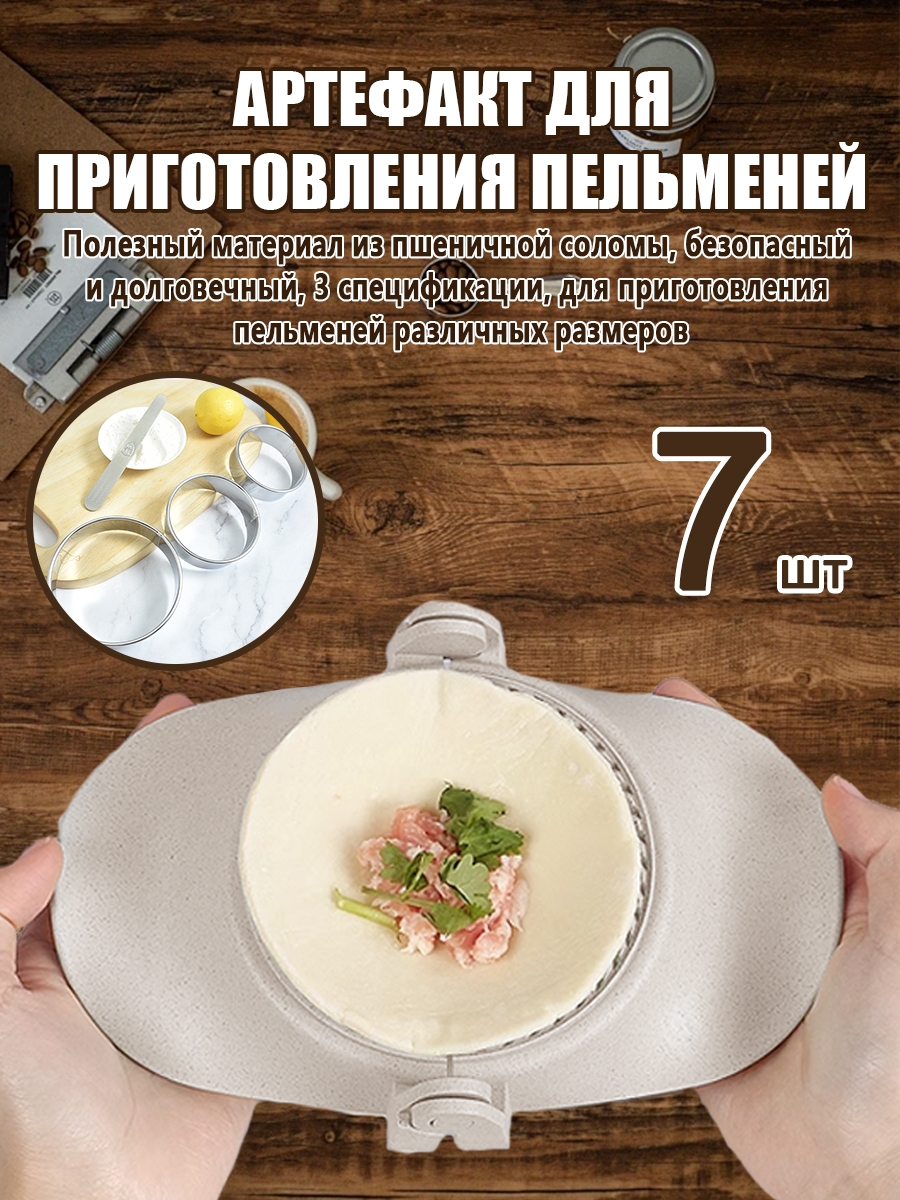 АРТЕФАКТ ДЛЯ
ПРИГОТОВЛЕНИЯ ПЕЛЬМЕНЕЙ
Полезный материал из пшеничной соломы, безопасный
и долговечный, 3 спецификации, для приготовления
пельменей различных размеров
7 шт